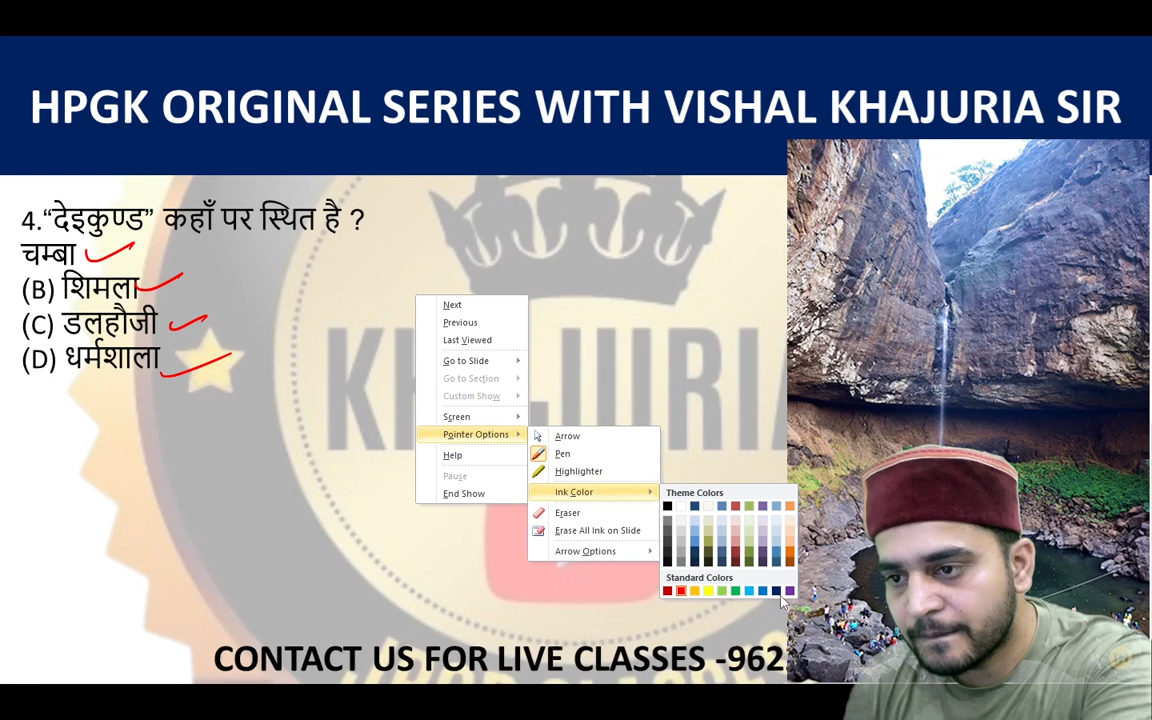 HPGK ORIGINAL SERIES WITH VISHAL KHAJURIA SIR
4.“देइकुण्ड” कहाँ पर स्थित है ?
चम्बा
(B) शिमला
(C) डलहौजी
(D) धर्मशाला
Next
Previous
Last Viewed
Go to Slide
Go to Section
Custom Show
Screen
Pointer Options
Help
Pause
End Show
Arrow
Pen
Highlighter
Ink Color
Eraser
Erase All Ink on Slide
Arrow Options
Theme Colors
Standard Colors
CONTACT US FOR LIVE CLASSES -962